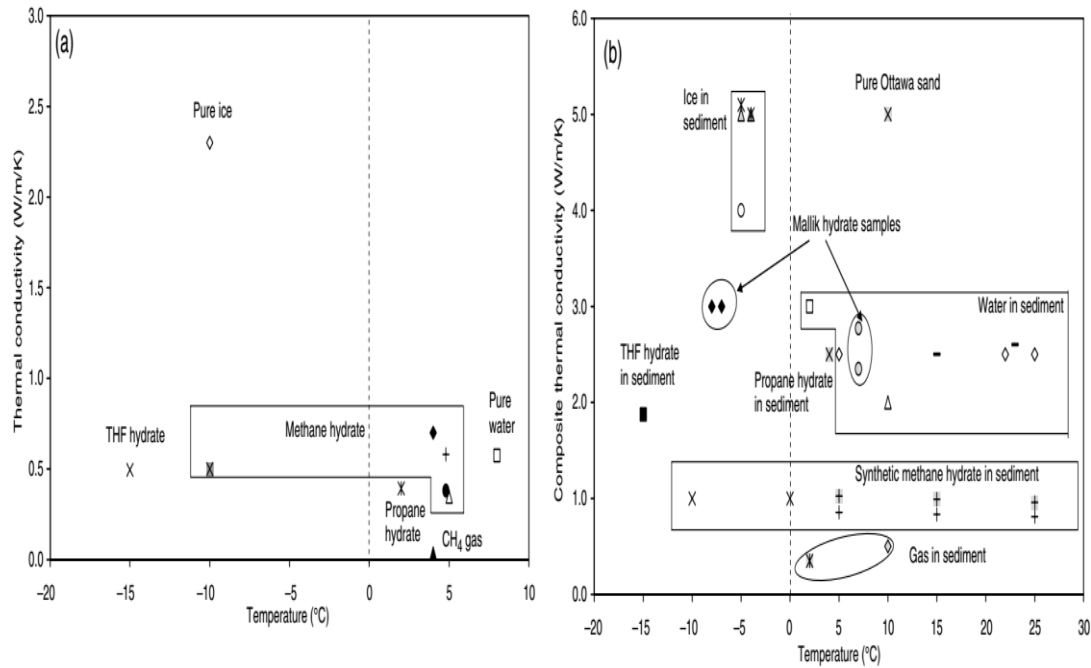 (a)
Thermal conductivity (W/m/K)
3.0
2.5
2.0
1.5
1.0
0.5
0.0
Pure ice
THF hydrate
Methane hydrate
Pure
water
Propane
hydrate
CH4 gas
−20
−15
−10
−5
0
5
10
Temperature (°C)
(b)
Composite thermal conductivity (W/m/K)
6.0
5.0
4.0
3.0
2.0
1.0
0.0
Ice in
sediment
Pure Ottawa sand
Mallik hydrate samples
Water in sediment
THF hydrate
in sediment
Propane hydrate
in sediment
Synthetic methane hydrate in sediment
Gas in sediment
−20
−15
−10
−5
0
5
10
15
20
25
30
Temperature (°C)